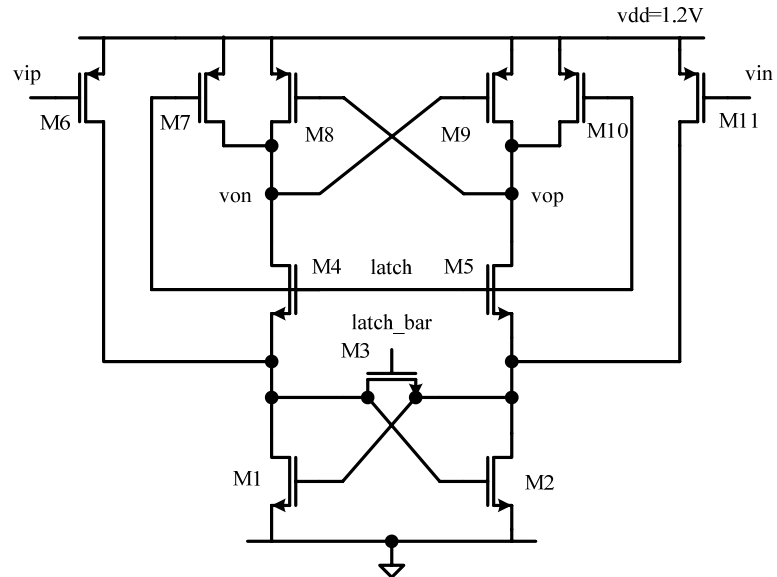 vdd=1.2V
vip
vin
M6
M7
M8
M9
M10
M11
von
vop
M4
latch
M5
latch_bar
M3
M1
M2